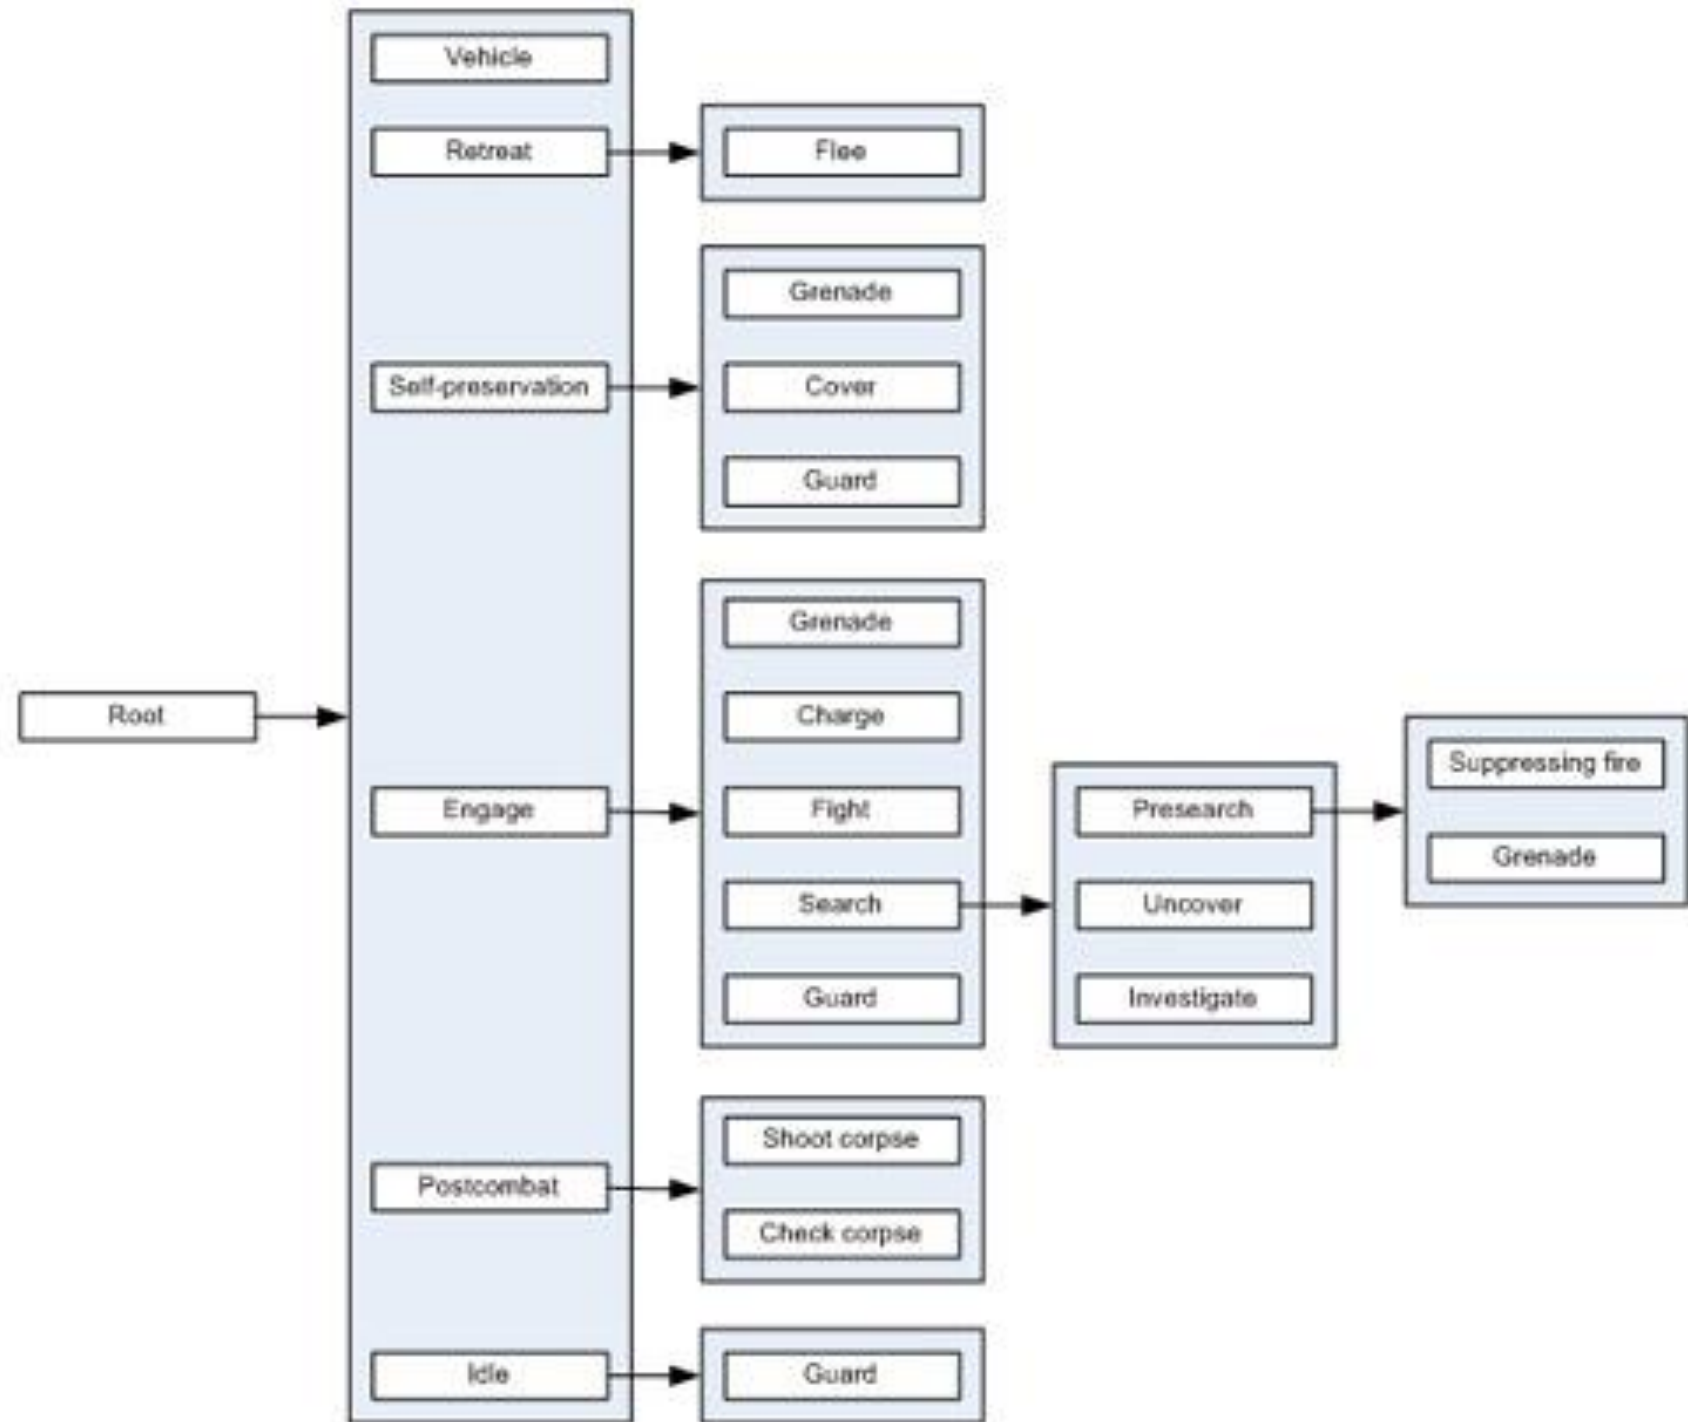 Root
Vehicle
Retreat
Self-preservation
Engage
Postcombat
Idle
Flee
Grenade
Cover
Guard
Grenade
Charge
Fight
Search
Guard
Shoot corpse
Check corpse
Guard
Presearch
Uncover
Investigate
Suppressing fire
Grenade